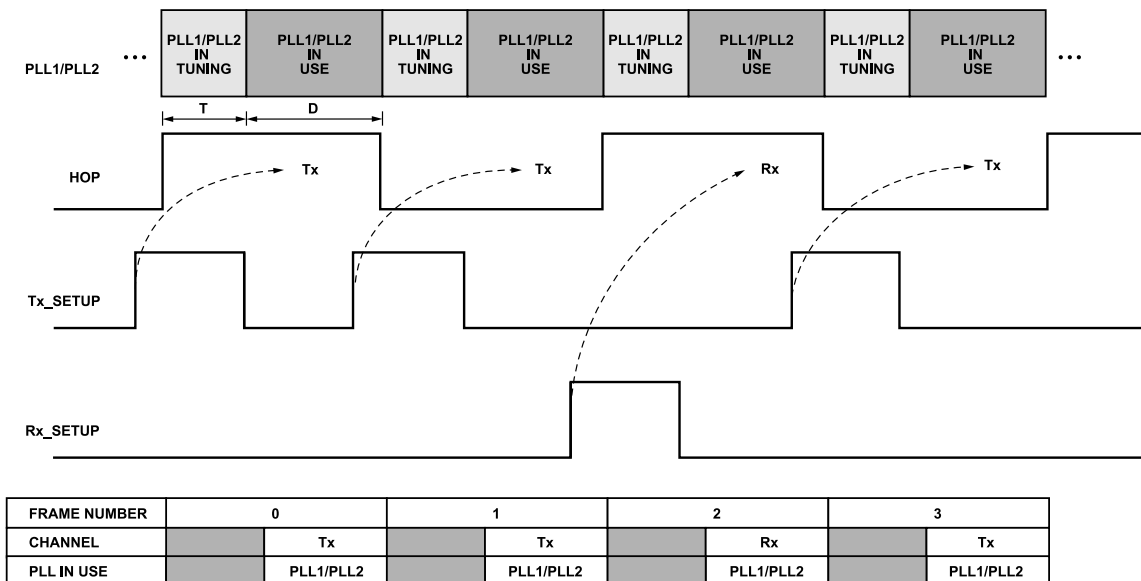 PLL1/PLL2
•••
PLL1/PLL2
IN
TUNING
PLL1/PLL2
IN
USE
PLL1/PLL2
IN
TUNING
PLL1/PLL2
IN
USE
PLL1/PLL2
IN
TUNING
PLL1/PLL2
IN
USE
PLL1/PLL2
IN
TUNING
PLL1/PLL2
IN
USE
•••
T
D
HOP
Tx
Tx
Rx
Tx
Tx_SETUP
Rx_SETUP
FRAME NUMBER 0 1 2 3
CHANNEL Tx Tx Rx Tx
PLL IN USE PLL1/PLL2 PLL1/PLL2 PLL1/PLL2 PLL1/PLL2